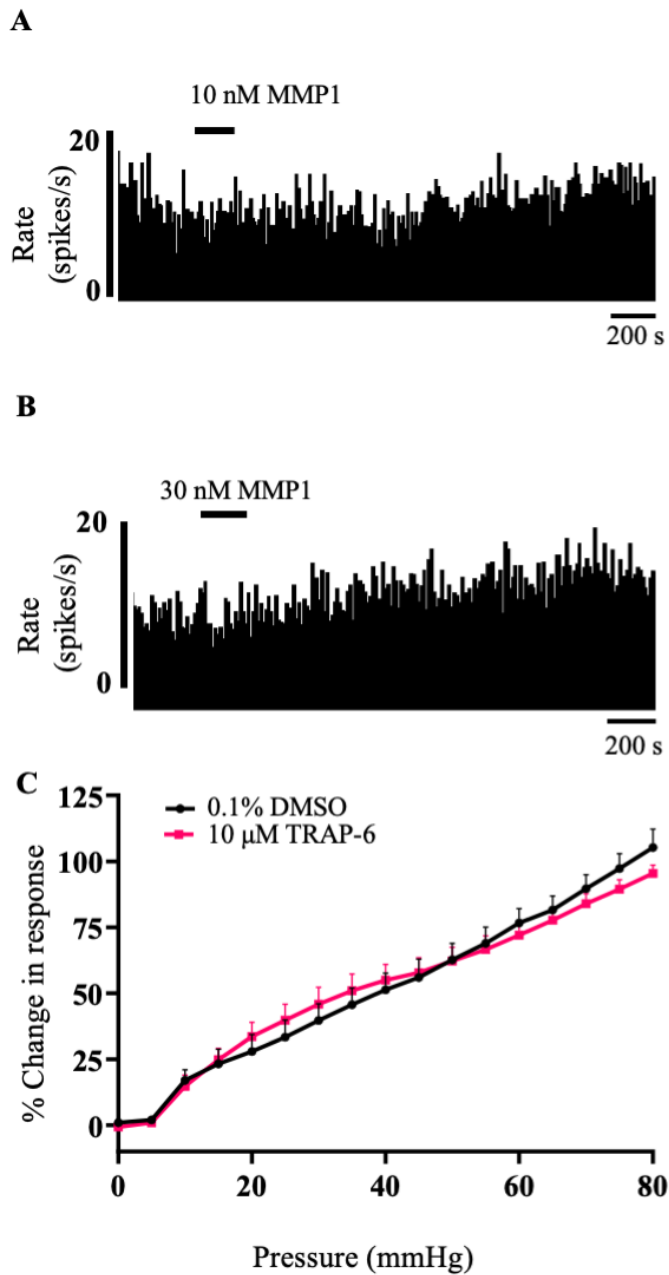 A
10 nM MMP1
20
Rate
(spikes/s)
0
200 s
B
30 nM MMP1
20
Rate
(spikes/s)
0
200 s
C
125
0.1% DMSO
10 μM TRAP-6
100
75
50
25
0
% Change in response
0 20 40 60 80
Pressure (mmHg)